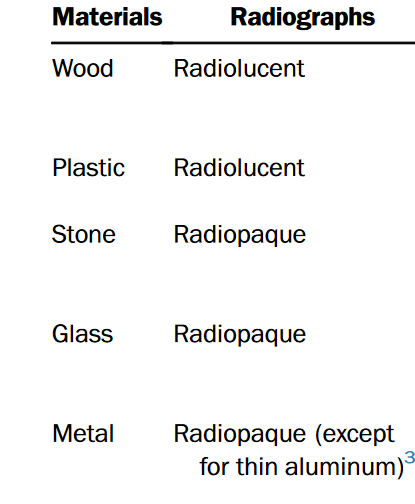 Materials Radiographs
Wood Radiolucent
Plastic Radiolucent
Stone Radiopaque
Glass Radiopaque
Metal Radiopaque (except
for thin aluminum)3